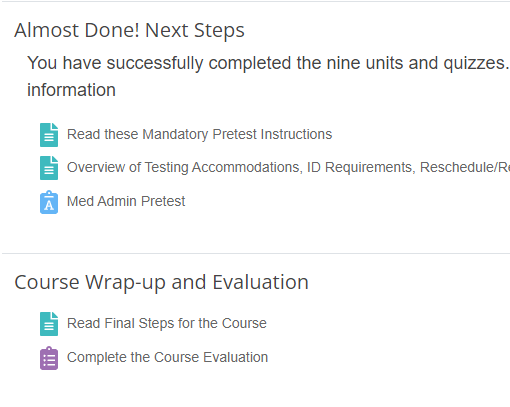 Almost Done! Next Steps
You have successfully completed the nine units and quizzes.
information
Read these Mandatory Pretest Instructions
Overview of Testing Accommodations, ID Requirements, Reschedule/Re
Med Admin Pretest
Course Wrap-up and Evaluation
Read Final Steps for the Course
Complete the Course Evaluation